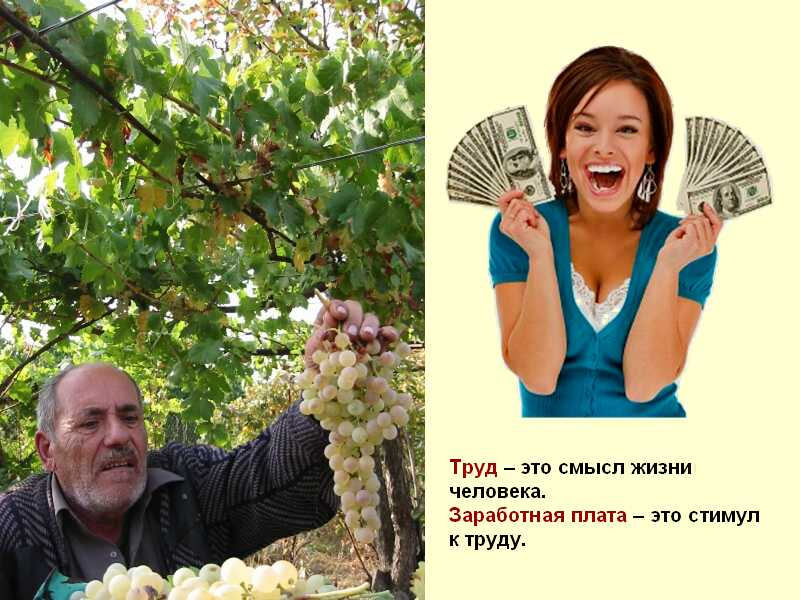 Труд – это смысл жизни
человека.
Заработная плата – это стимул
к труду.